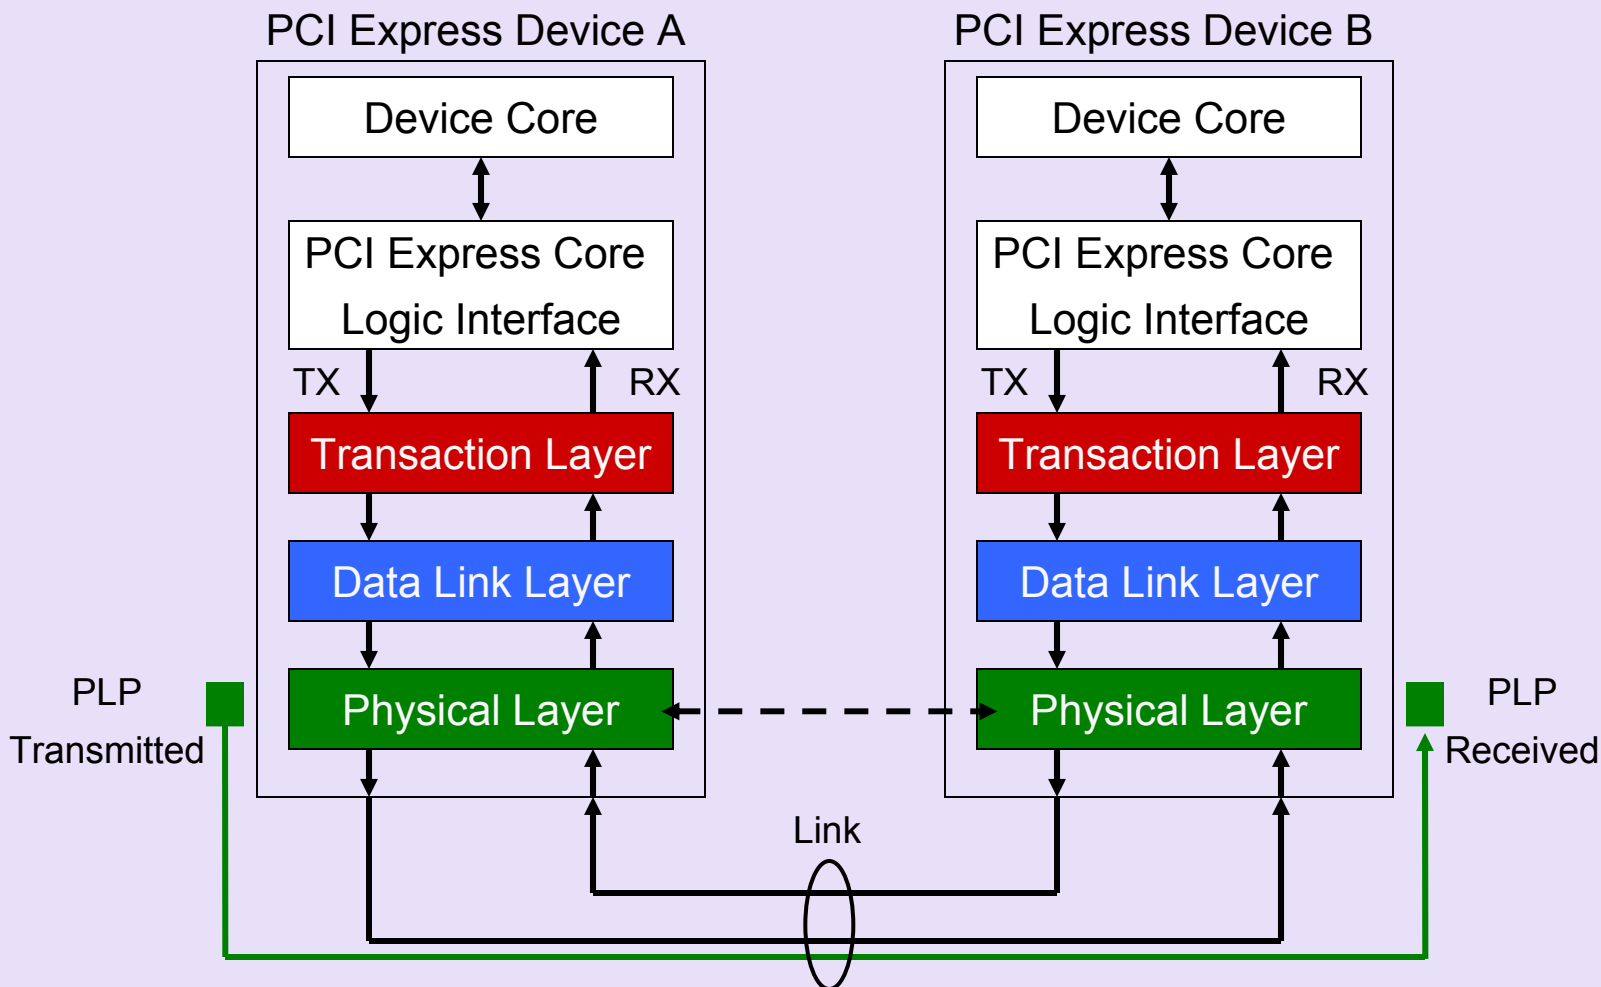 PCI Express Device A
Device Core
PCI Express Core
Logic Interface
TX
RX
Transaction Layer
Data Link Layer
Physical Layer
PLP
Transmitted
PCI Express Device B
Device Core
PCI Express Core
Logic Interface
TX
RX
Transaction Layer
Data Link Layer
Physical Layer
PLP
Received
Link